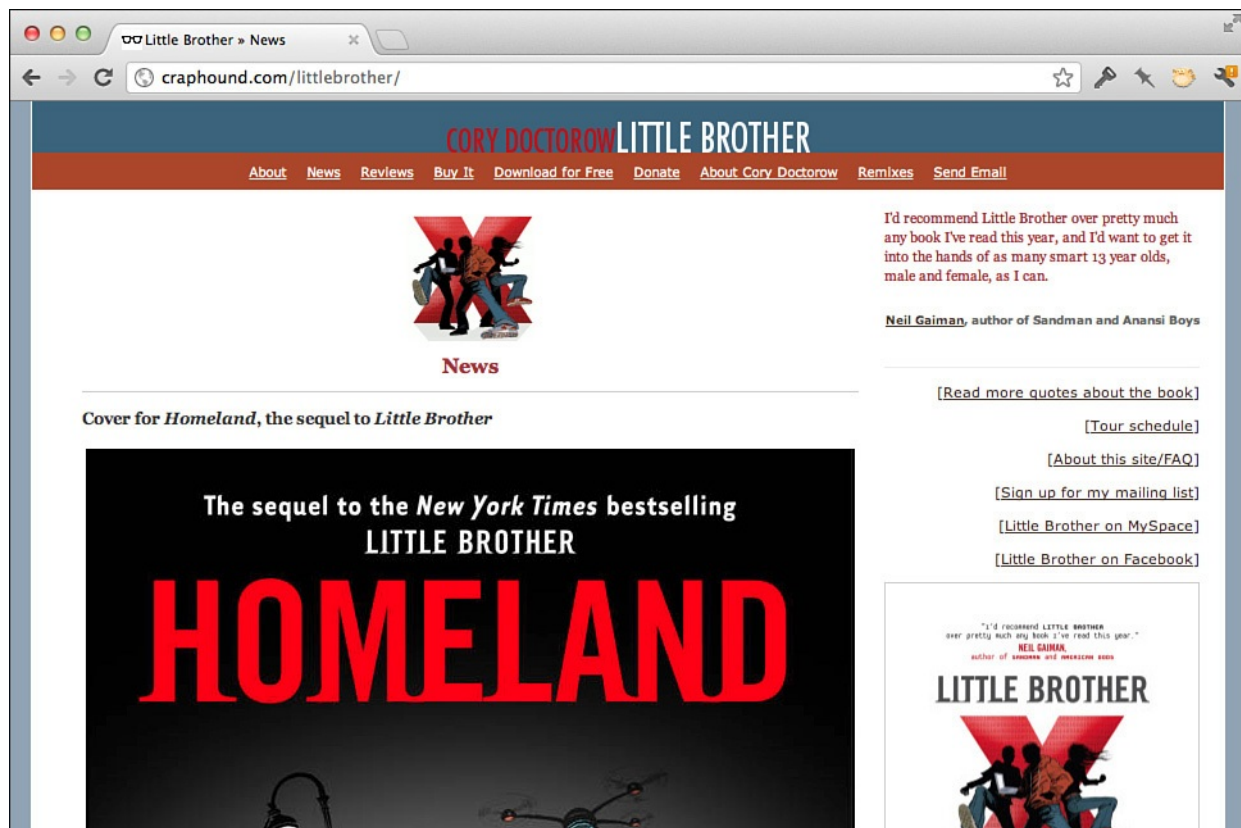 Little Brother » News
craphound.com/littlebrother/
CORY DOCTOROW LITTLE BROTHER
About News Reviews Buy It Download for Free Donate About Cory Doctorow Remixes Send Email
News
Cover for Homeland, the sequel to Little Brother
The sequel to the New York Times bestselling
LITTLE BROTHER
HOMELAND
I'd recommend Little Brother over pretty much
any book I've read this year, and I'd want to get it
into the hands of as many smart 13 year olds,
male and female, as I can.
Neil Gaiman, author of Sandman and Anansi Boys
[Read more quotes about the book]
[Tour schedule]
[About this site/FAQ]
[Sign up for my mailing list]
[Little Brother on MySpace]
[Little Brother on Facebook]
"I'd recommend LITTLE BROTHER
over pretty much any book I've read this year."
NEIL GAIMAN,
author of SANDMAN and AMERICAN GODS
LITTLE BROTHER